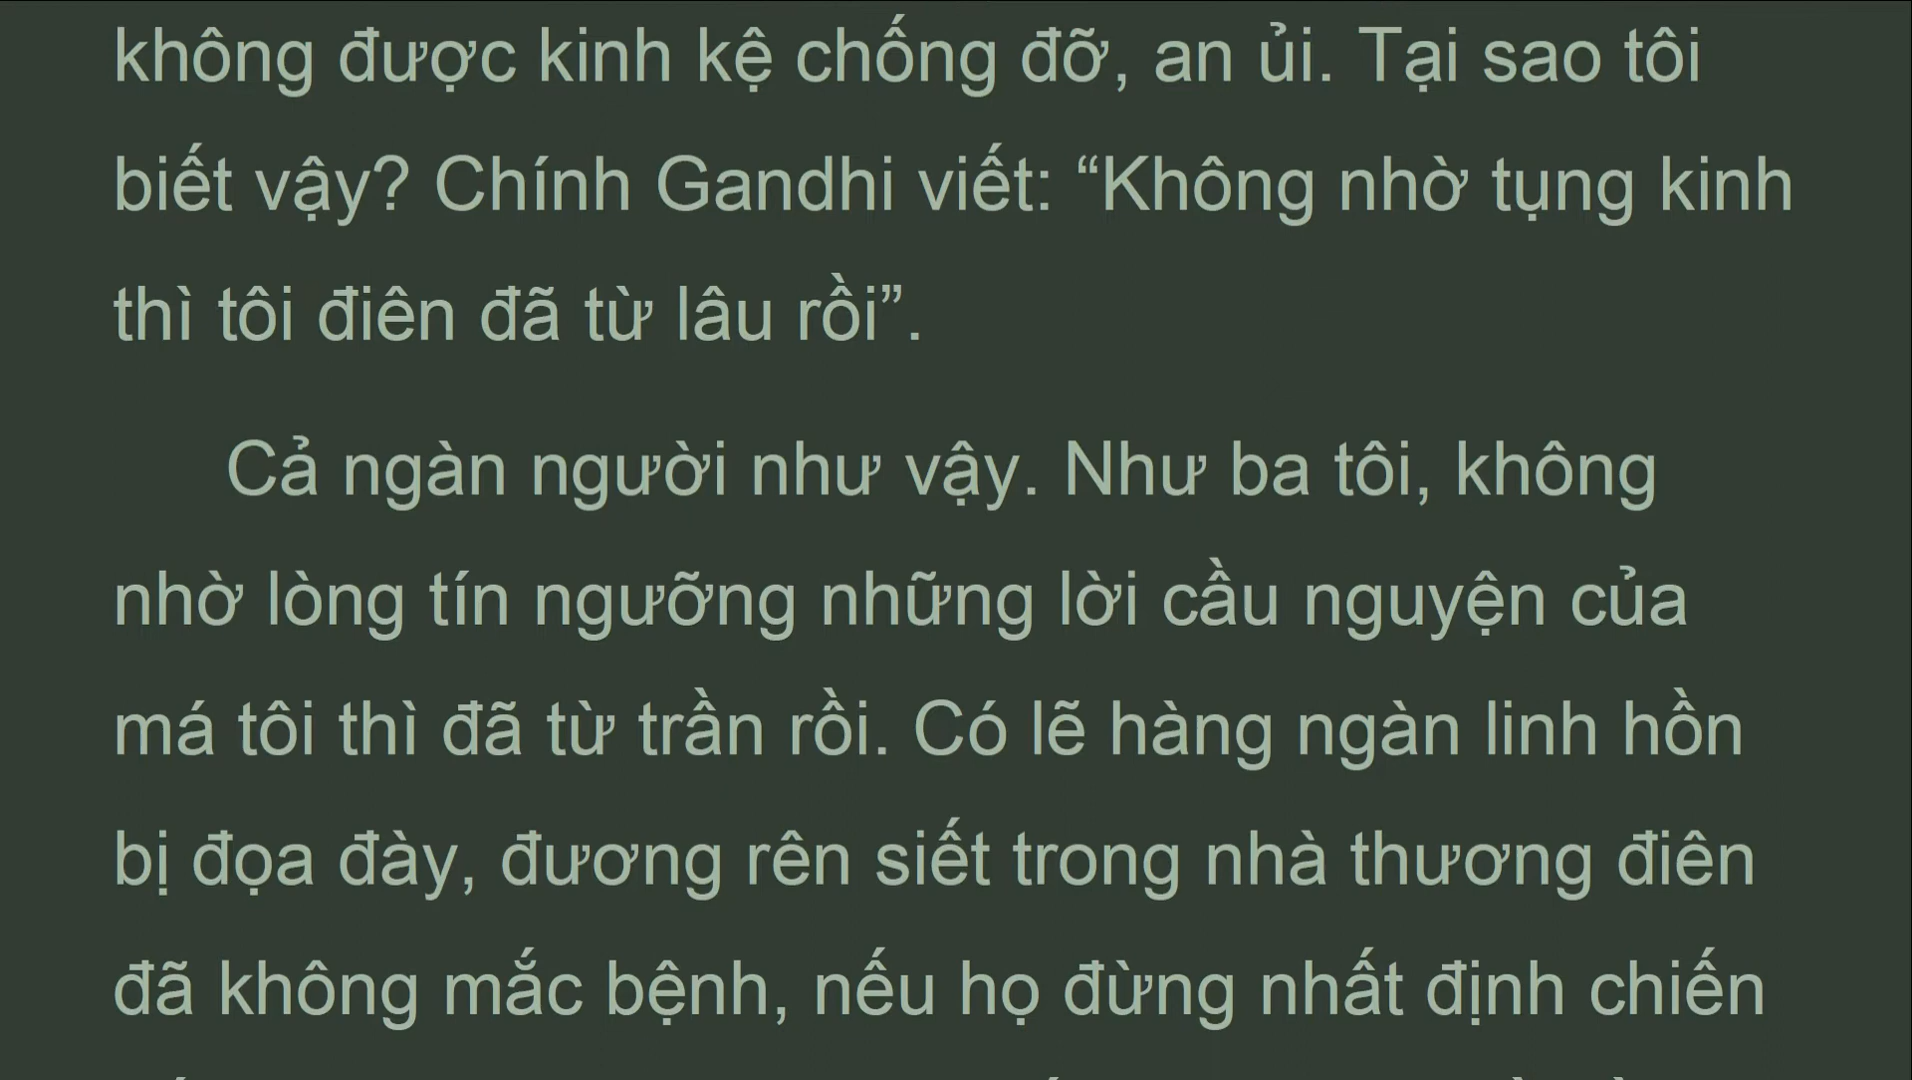 không được kinh kệ chống đỡ, an ủi. Tại sao tôi
biết vậy? Chính Gandhi viết: “Không nhờ tụng kinh
thì tôi điên đã từ lâu rồi”.
Cả ngàn người như vậy. Như ba tôi, không
nhờ lòng tín ngưỡng những lời cầu nguyện của
má tôi thì đã từ trần rồi. Có lẽ hàng ngàn linh hồn
bị đọa đày, đương rên siết trong nhà thương điên
đã không mắc bệnh, nếu họ đừng nhất định chiến